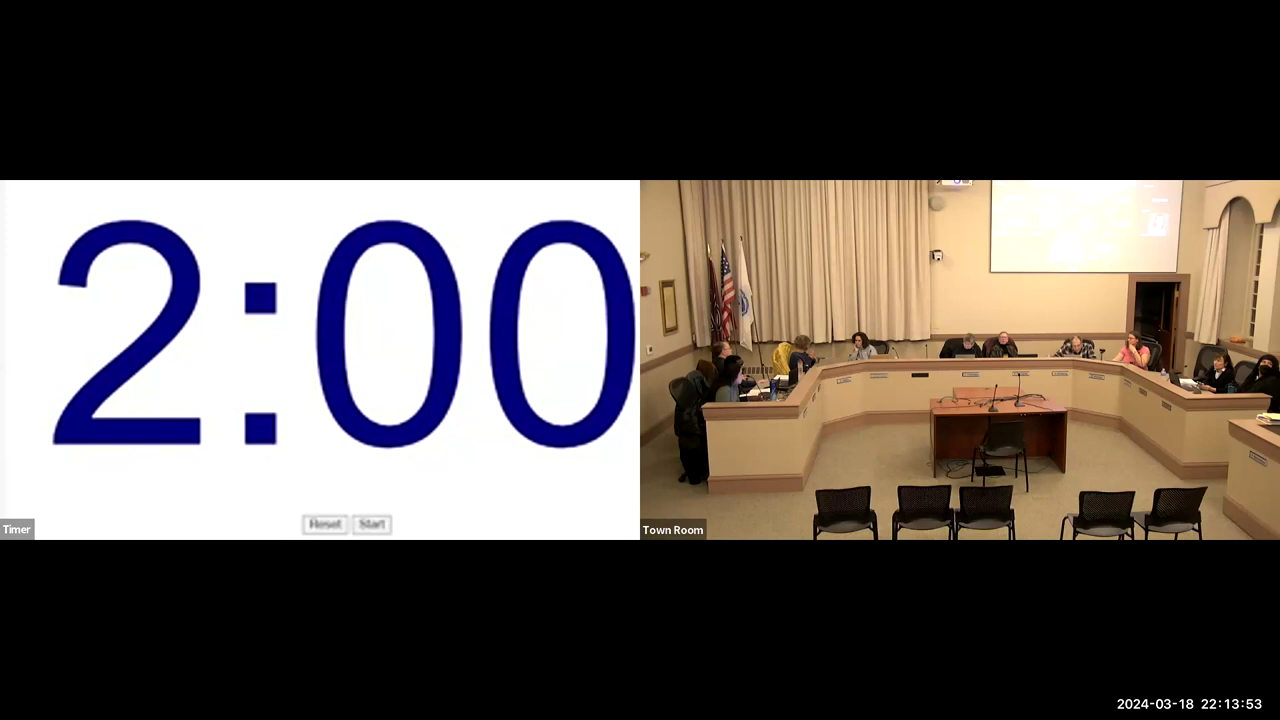 2:00
Reset Start
Timer
Town Room
2024-03-18 22:13:53